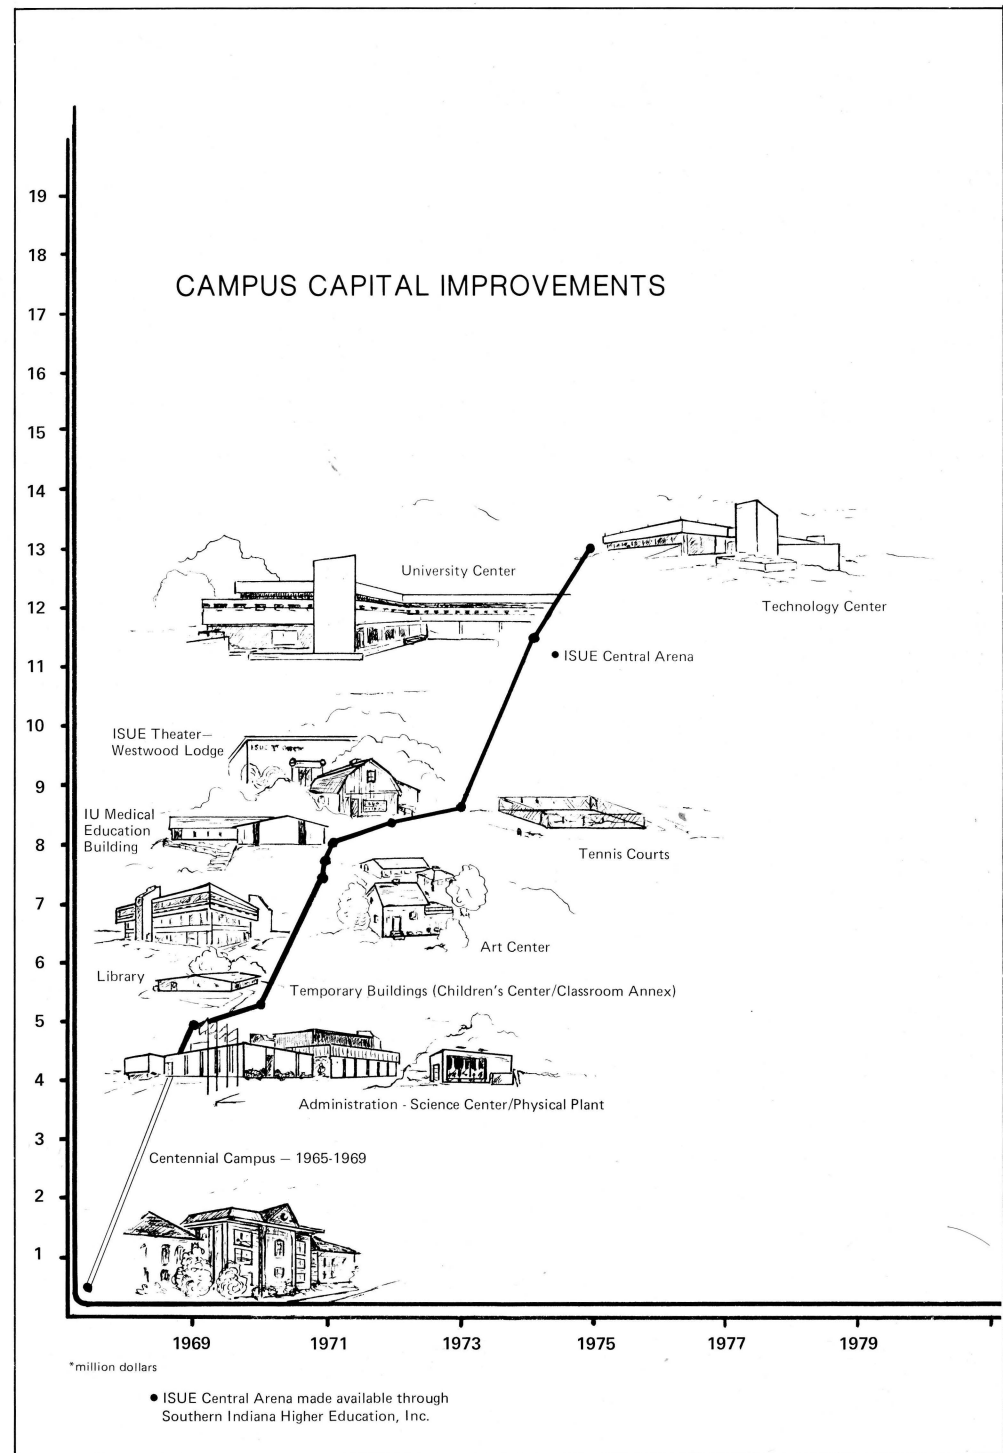 CAMPUS CAPITAL IMPROVEMENTS
19
18
17
16
15
14
13
12
11
10
9
8
7
6
5
4
3
2
1
University Center
Technology Center
● ISUE Central Arena
ISUE Theater—
Westwood Lodge
IU Medical
Education
Building
Tennis Courts
Art Center
Library
Temporary Buildings (Children's Center/Classroom Annex)
Administration - Science Center/Physical Plant
Centennial Campus — 1965-1969
1969 1971 1973 1975 1977 1979
*million dollars
● ISUE Central Arena made available through
Southern Indiana Higher Education, Inc.